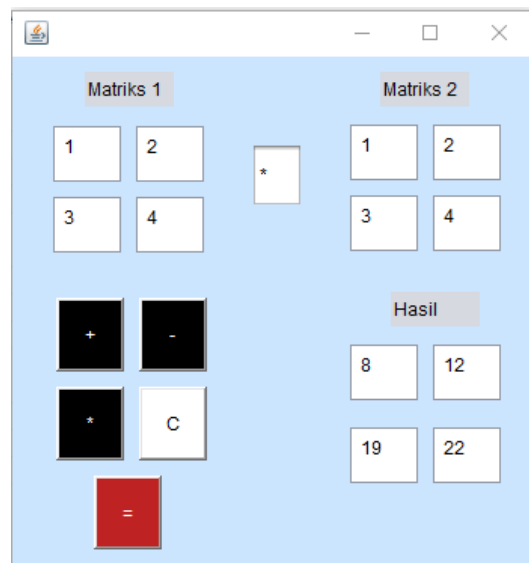 Matriks 1 Matriks 2
1 2 * 1 2
3 4 3 4
+ - Hasil
8 12
* C
19 22
=